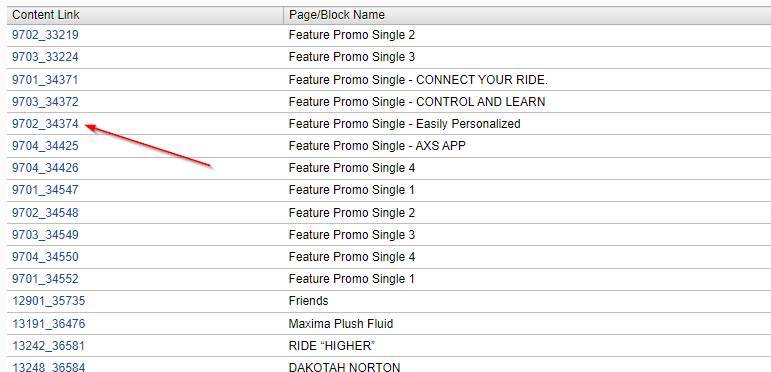 Content Link Page/Block Name
9702_33219 Feature Promo Single 2
9703_33224 Feature Promo Single 3
9701_34371 Feature Promo Single - CONNECT YOUR RIDE.
9703_34372 Feature Promo Single - CONTROL AND LEARN
9702_34374 Feature Promo Single - Easily Personalized
9704_34425 Feature Promo Single - AXS APP
9704_34426 Feature Promo Single 4
9701_34547 Feature Promo Single 1
9702_34548 Feature Promo Single 2
9703_34549 Feature Promo Single 3
9704_34550 Feature Promo Single 4
9701_34552 Feature Promo Single 1
12901_35735 Friends
13191_36476 Maxima Plush Fluid
13242_36581 RIDE “HIGHER”
13248_36584 DAKOTAH NORTON